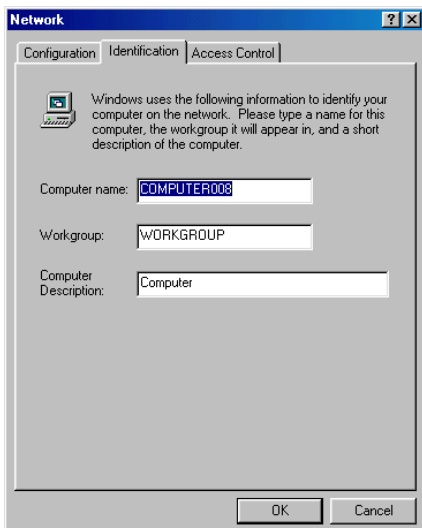 Network
Configuration Identification Access Control
Windows uses the following information to identify your
computer on the network. Please type a name for this
computer, the workgroup it will appear in, and a short
description of the computer.
Computer name: COMPUTER008
Workgroup: WORKGROUP
Computer
Description: Computer
OK Cancel